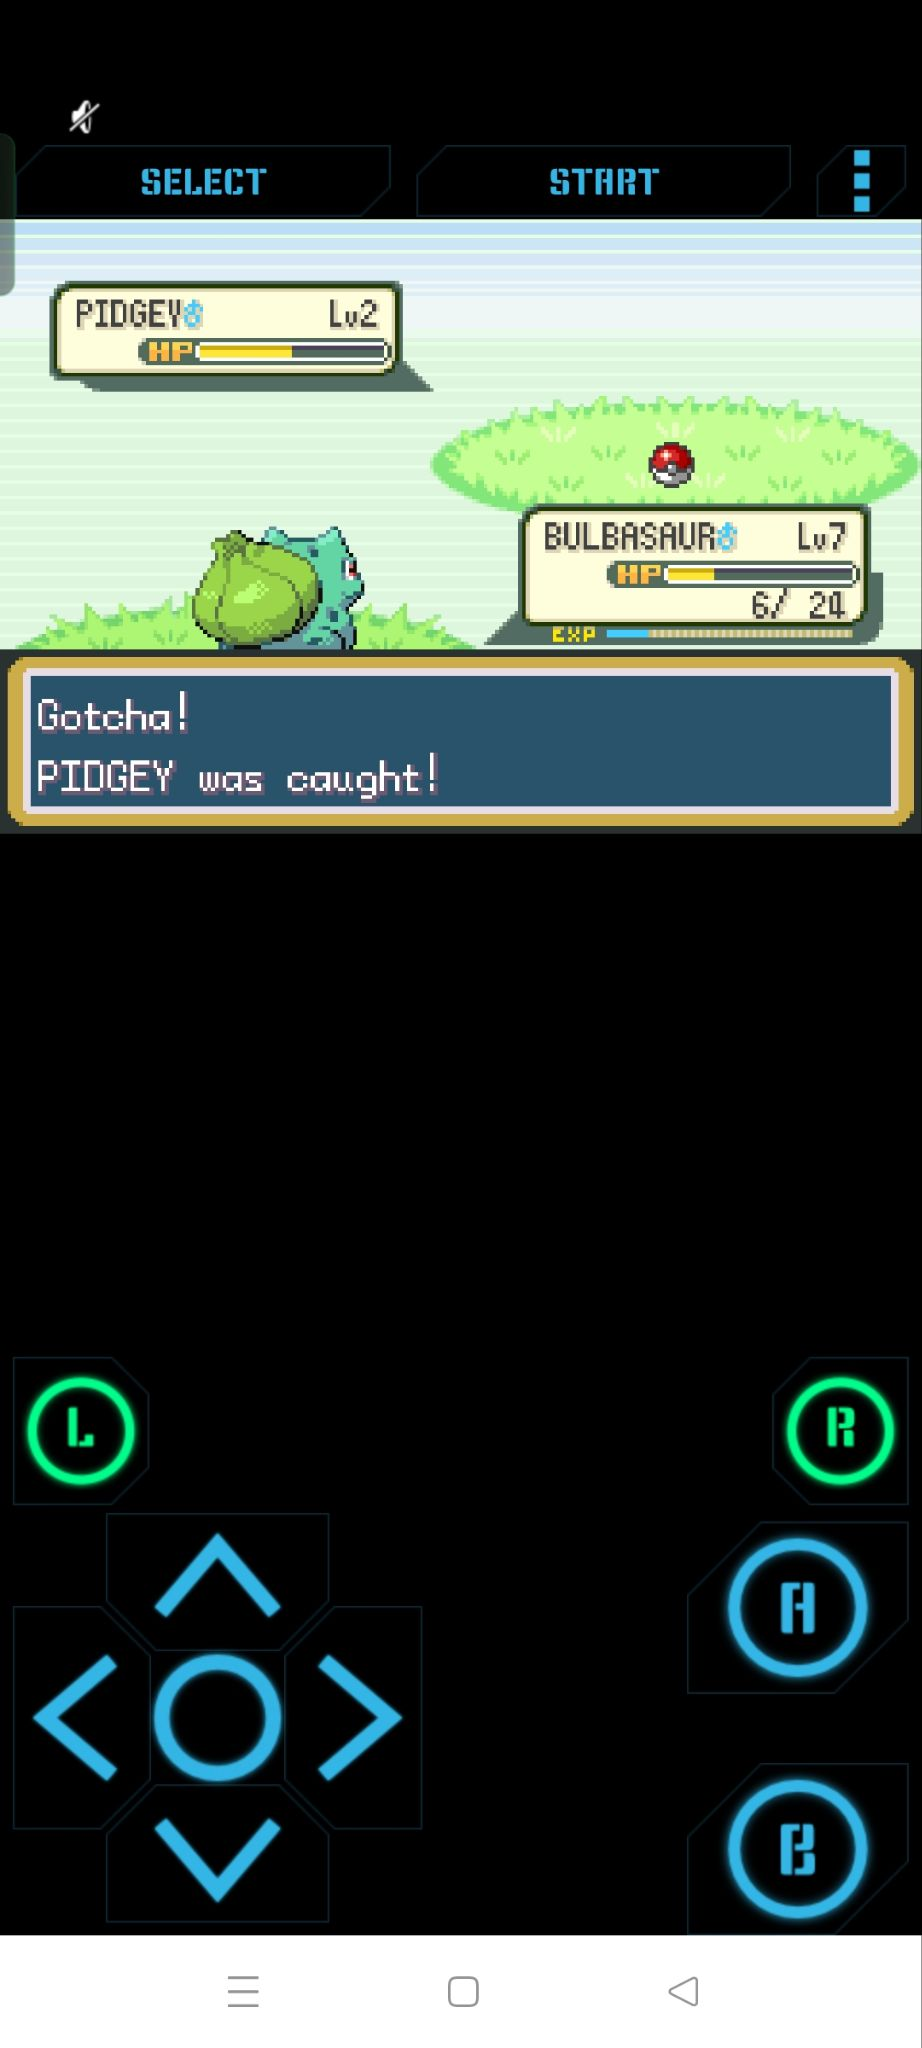 SELECT START
PIDGEY♂ Lv2
HP
BULBASAUR♂ Lv7
HP
6/ 24
EXP
Gotcha!
PIDGEY was caught!
L R
A
B